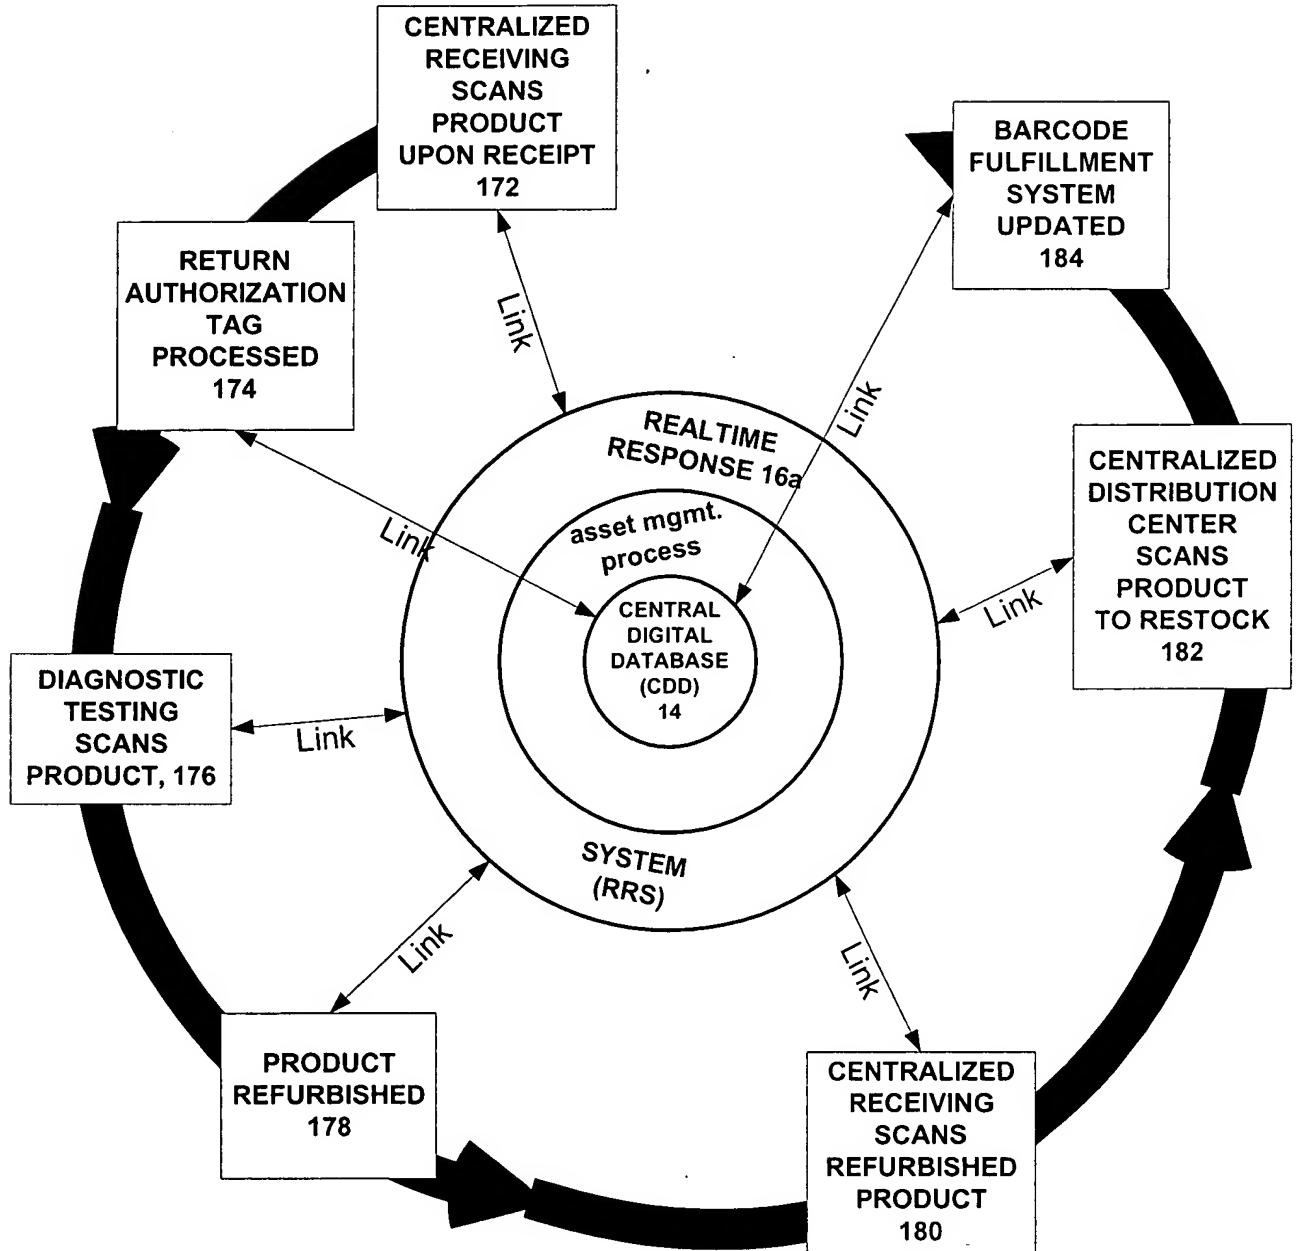 CENTRALIZED
RECEIVING
SCANS
PRODUCT
UPON RECEIPT
172
BARCODE
FULFILLMENT
SYSTEM
UPDATED
184
RETURN
AUTHORIZATION
TAG
PROCESSED
174
Link
Link
Link
REALTIME
RESPONSE 16a
asset mgmt.
process
CENTRAL
DIGITAL
DATABASE
(CDD)
14
CENTRALIZED
DISTRIBUTION
CENTER
SCANS
PRODUCT
TO RESTOCK
182
Link
DIAGNOSTIC
TESTING
SCANS
PRODUCT, 176
Link
SYSTEM
(RRS)
Link
Link
PRODUCT
REFURBISHED
178
CENTRALIZED
RECEIVING
SCANS
REFURBISHED
PRODUCT
180